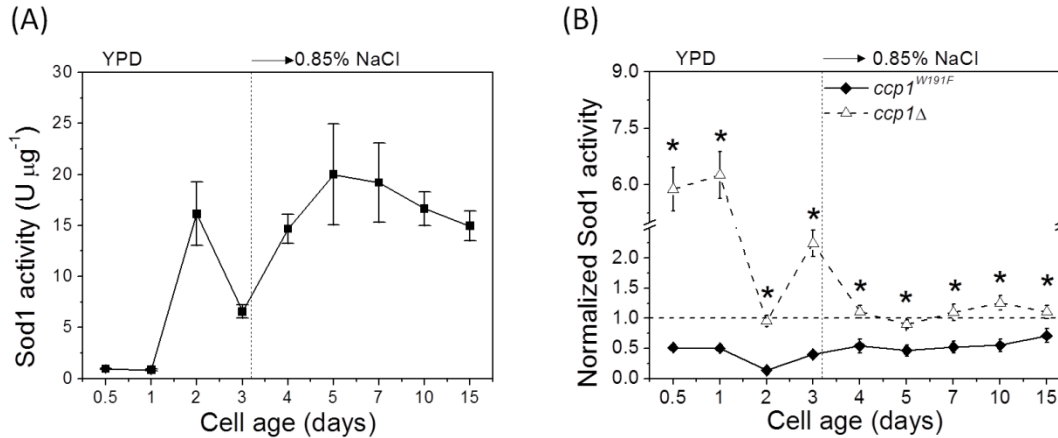 (A)
YPD → 0.85% NaCl
Sod1 activity (U μg⁻¹)
30
25
20
15
10
5
0
0.5 1 2 3 4 5 7 10 15
Cell age (days)
(B)
YPD → 0.85% NaCl
Normalized Sod1 activity
9.0
7.5
6.0
2.0
1.5
1.0
0.5
0.0
ccp1ᵂ¹⁹¹ᶠ
ccp1Δ
* * * * * * * * *
0.5 1 2 3 4 5 7 10 15
Cell age (days)